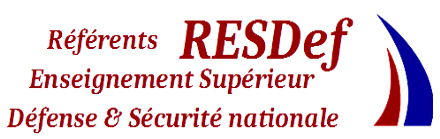 Référents RESDef
Enseignement Supérieur
Défense & Sécurité nationale